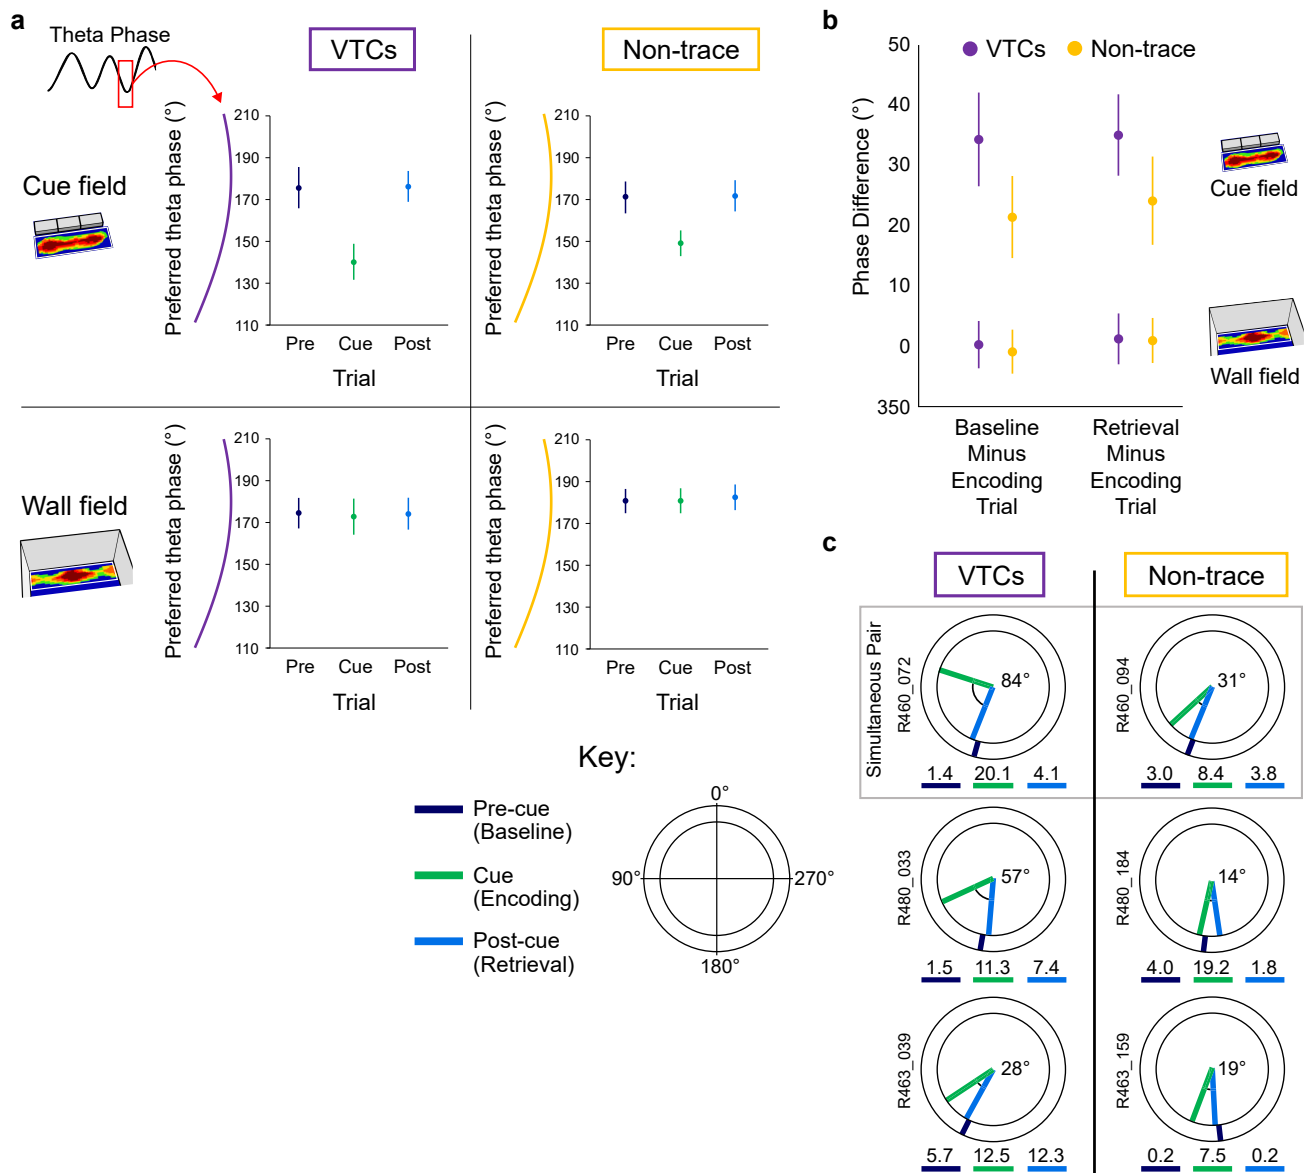 a
Theta Phase
VTCs
Non-trace
Cue field
Preferred theta phase (°)
210
190
170
150
130
110
Pre Cue Post
Trial
Preferred theta phase (°)
210
190
170
150
130
110
Pre Cue Post
Trial
Wall field
Preferred theta phase (°)
210
190
170
150
130
110
Pre Cue Post
Trial
Preferred theta phase (°)
210
190
170
150
130
110
Pre Cue Post
Trial
Key:
Pre-cue
(Baseline)
Cue
(Encoding)
Post-cue
(Retrieval)
0°
90°
270°
180°
b
VTCs Non-trace
Phase Difference (°)
50
40
30
20
10
0
350
Baseline
Minus
Encoding
Trial
Retrieval
Minus
Encoding
Trial
Cue field
Wall field
c
VTCs
Non-trace
Simultaneous Pair
R460_072
84°
1.4 20.1 4.1
R460_094
31°
3.0 8.4 3.8
R480_033
57°
1.5 11.3 7.4
R480_184
14°
4.0 19.2 1.8
R463_039
28°
5.7 12.5 12.3
R463_159
19°
0.2 7.5 0.2